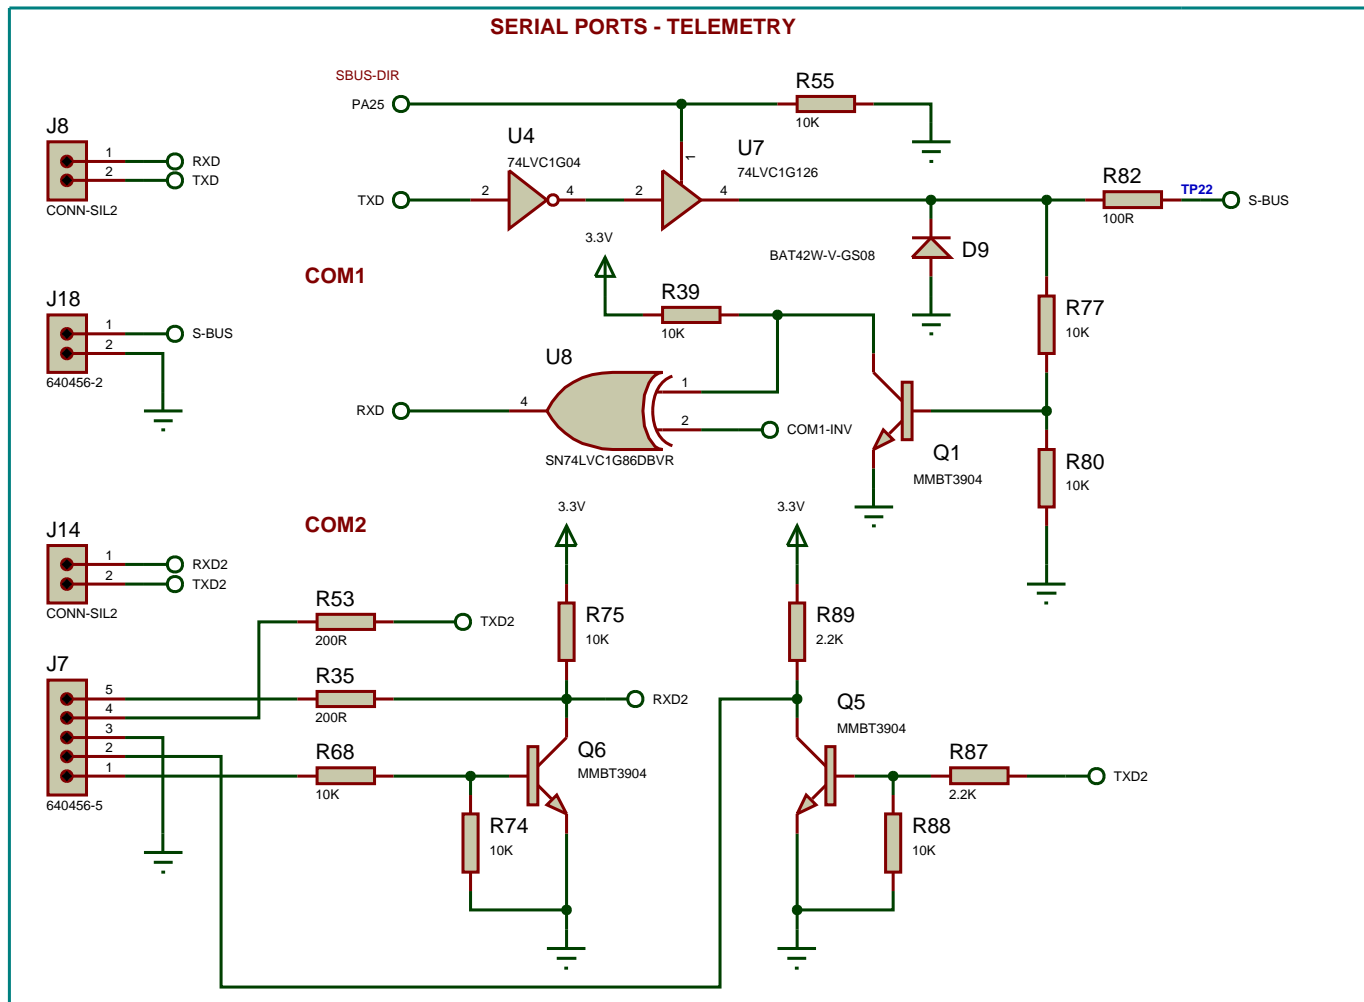 SERIAL PORTS - TELEMETRY
SBUS-DIR
PA25
R55
10K
J8
1
2
RXD
TXD
CONN-SIL2
U4
74LVC1G04
TXD
2
4
U7
74LVC1G126
1
2
4
R82
100R
TP22
S-BUS
3.3V
BAT42W-V-GS08
D9
COM1
J18
1
2
S-BUS
640456-2
R39
10K
R77
10K
U8
RXD
4
1
2
COM1-INV
SN74LVC1G86DBVR
Q1
MMBT3904
R80
10K
COM2
3.3V
3.3V
J14
1
2
RXD2
TXD2
CONN-SIL2
R53
200R
TXD2
R75
10K
R89
2.2K
J7
5
4
3
2
1
640456-5
R35
200R
RXD2
R68
10K
Q6
MMBT3904
Q5
MMBT3904
R87
2.2K
TXD2
R74
10K
R88
10K